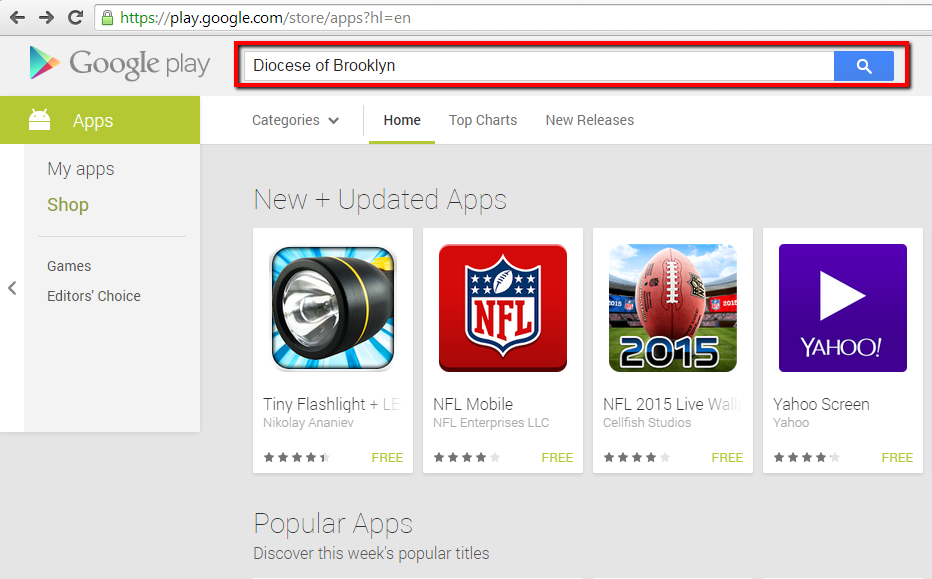 https://play.google.com/store/apps?hl=en
Google play
Diocese of Brooklyn
Apps
Categories
Home
Top Charts
New Releases
My apps
Shop
Games
Editors' Choice
New + Updated Apps
NFL
2015
2015
2015
YAHOO!
Tiny Flashlight + LE
Nikolay Ananiev
FREE
NFL Mobile
NFL Enterprises LLC
FREE
NFL 2015 Live Wallp
Cellfish Studios
FREE
Yahoo Screen
Yahoo
FREE
Popular Apps
Discover this week's popular titles